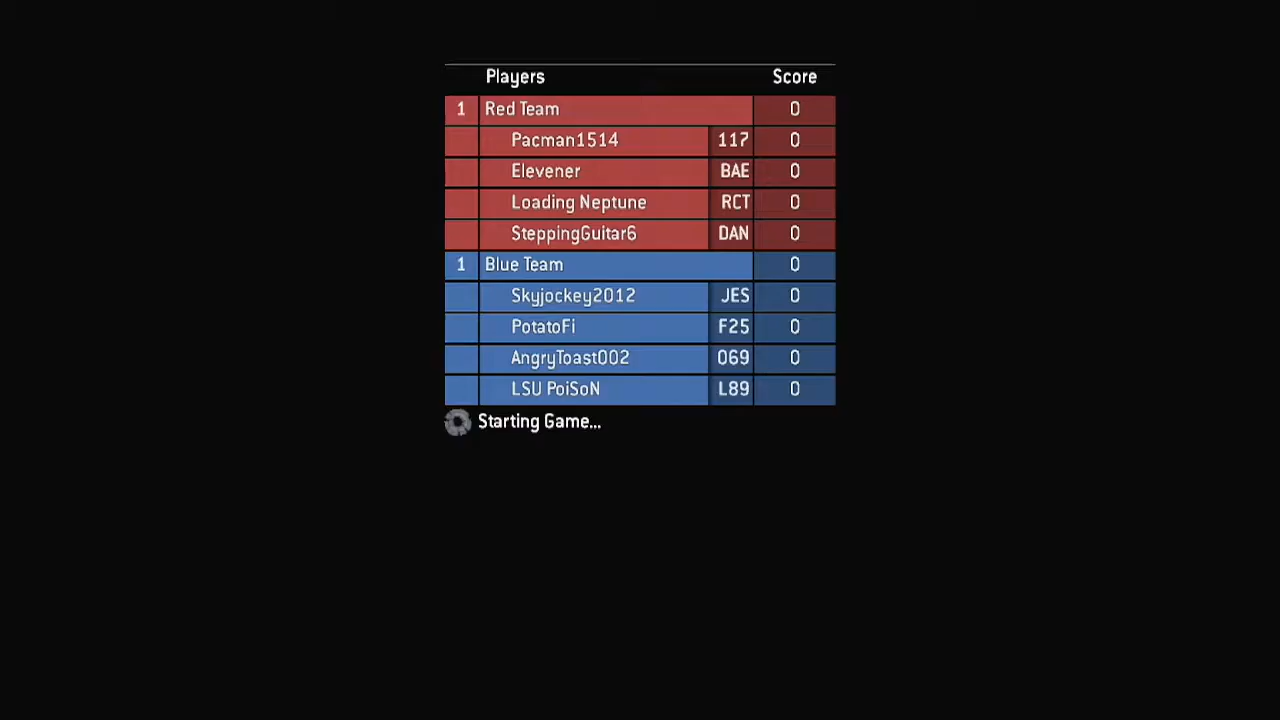 Players Score
1 Red Team 0
Pacman1514 117 0
Elevener BAE 0
Loading Neptune RCT 0
SteppingGuitar6 DAN 0
1 Blue Team 0
Skyjockey2012 JES 0
PotatoFi F25 0
AngryToast002 069 0
LSU PoiSoN L89 0
Starting Game...